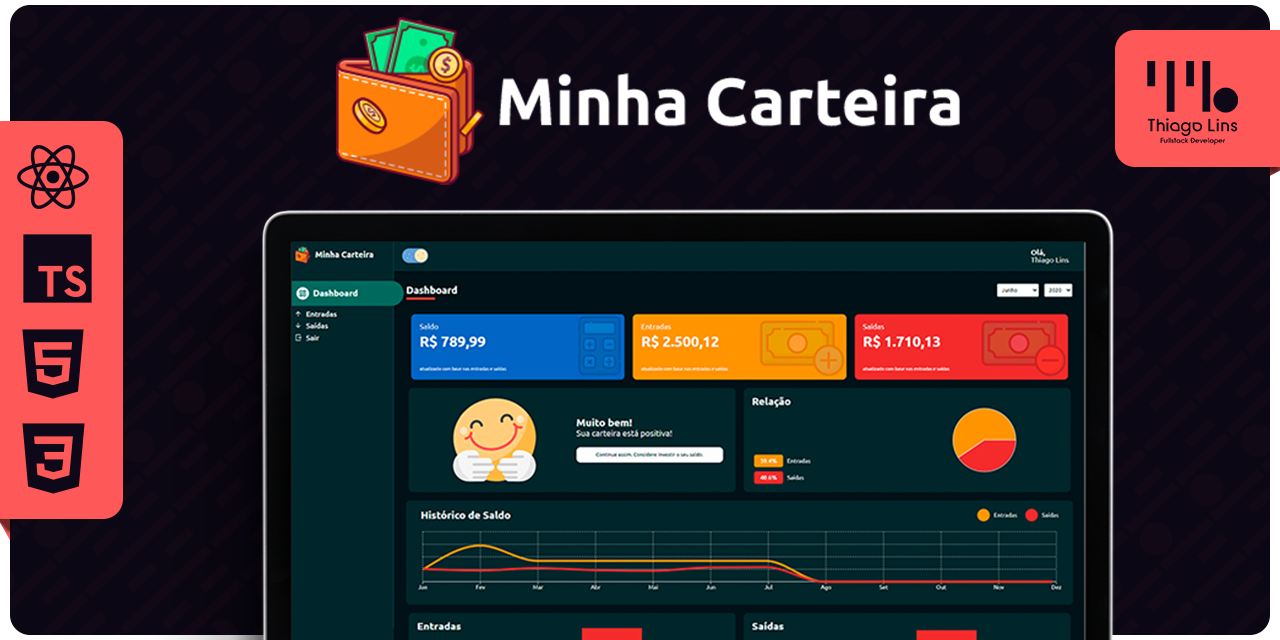 Minha Carteira
Thiago Lins
Fullstack Developer
TS
5
3
Minha Carteira
Olá,
Thiago Lins
Dashboard
Entradas
Saídas
Sair
Dashboard
Junho
2020
Saldo
R$ 789,99
atualizado com base nas entradas e saídas
Entradas
R$ 2.500,12
atualizado com base nas entradas e saídas
Saídas
R$ 1.710,13
atualizado com base nas entradas e saídas
Muito bem!
Sua carteira está positiva!
Continue assim. Considere investir o seu saldo.
Relação
59.4% Entradas
40.6% Saídas
Histórico de Saldo
Entradas Saídas
Jan Fev Mar Abr Mai Jun Jul Ago Set Out Nov Dez
Entradas
Saídas